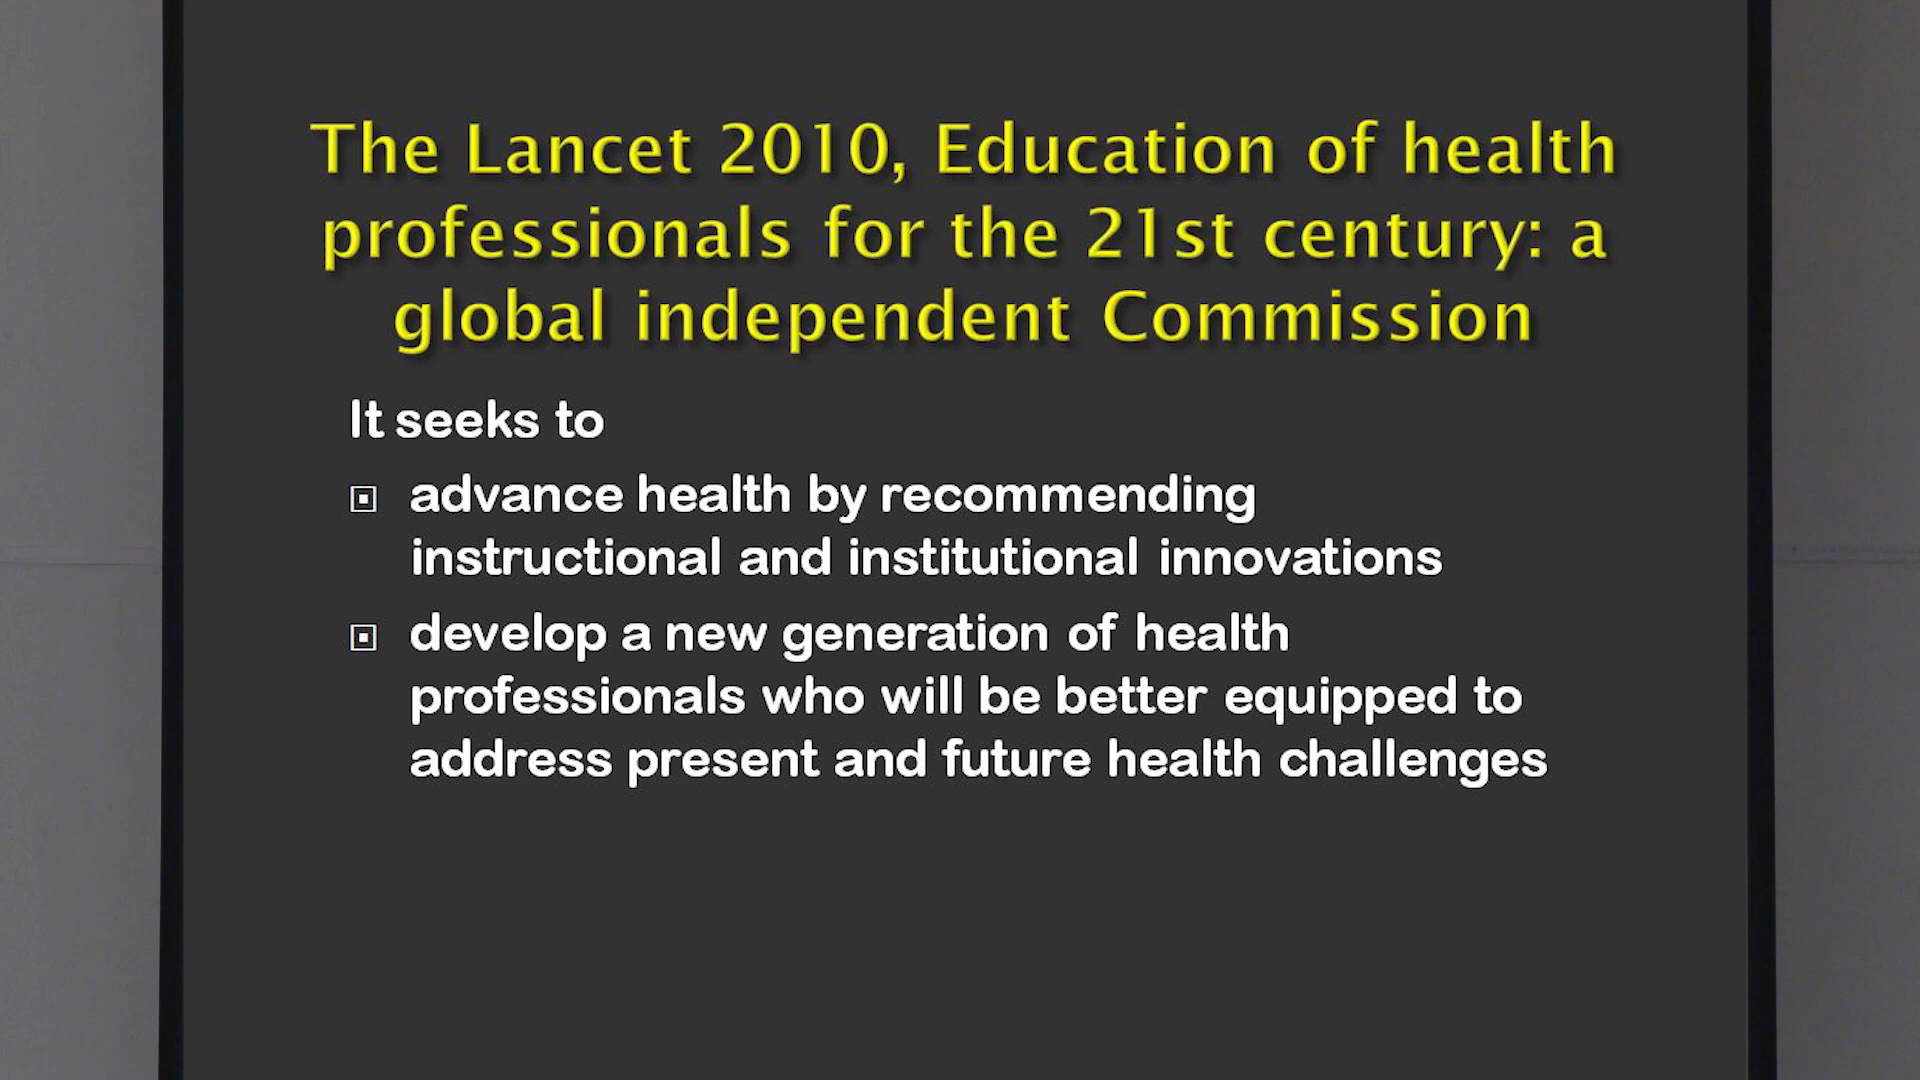 The Lancet 2010, Education of health
professionals for the 21st century: a
global independent Commission
It seeks to
advance health by recommending
instructional and institutional innovations
develop a new generation of health
professionals who will be better equipped to
address present and future health challenges